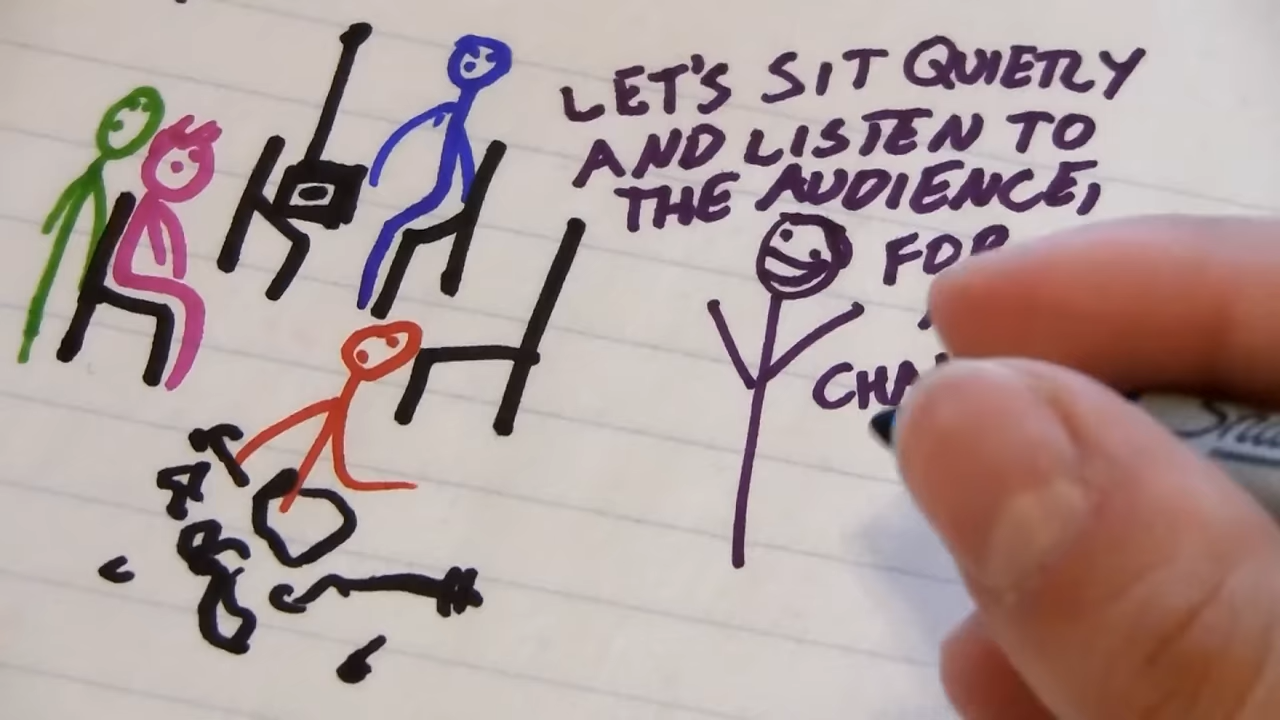 LET'S SIT QUIETLY
AND LISTEN TO
THE AUDIENCE,
FOR